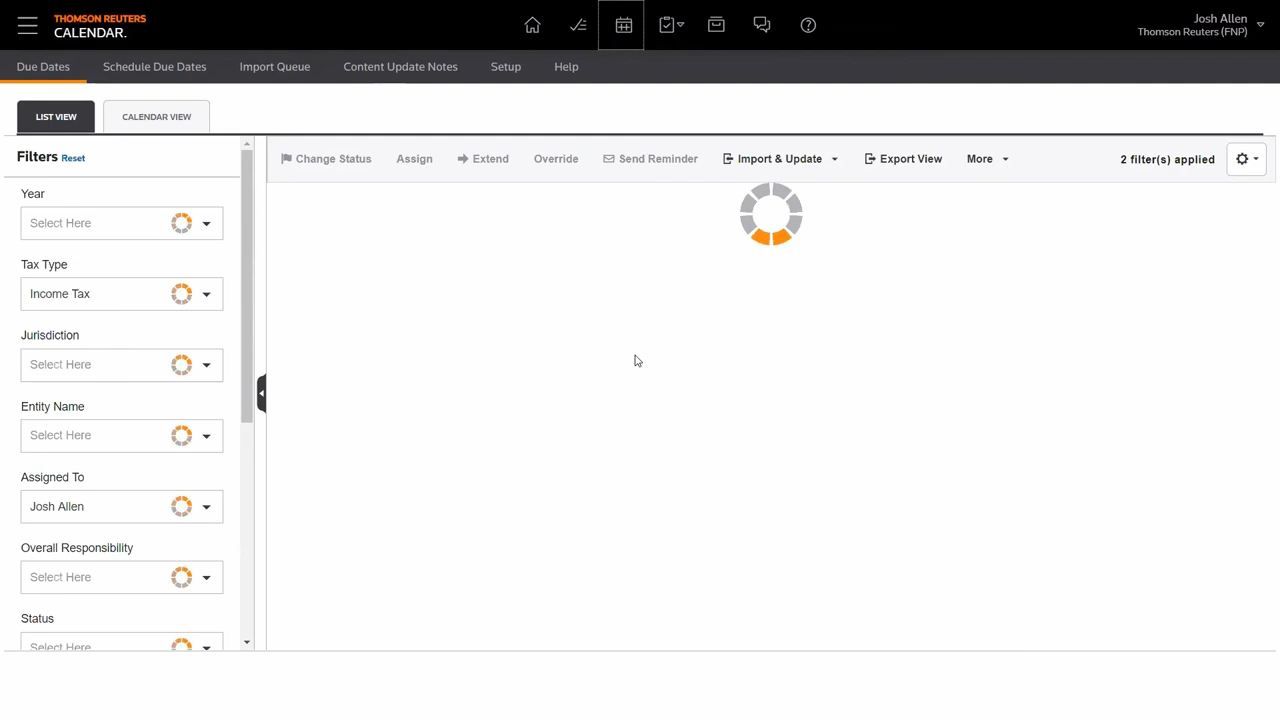 THOMSON REUTERS
CALENDAR.
Josh Allen
Thomson Reuters (FNP)
Due Dates
Schedule Due Dates
Import Queue
Content Update Notes
Setup
Help
LIST VIEW
CALENDAR VIEW
Filters Reset
Change Status
Assign
Extend
Override
Send Reminder
Import & Update
Export View
More
2 filter(s) applied
Year
Select Here
Tax Type
Income Tax
Jurisdiction
Select Here
Entity Name
Select Here
Assigned To
Josh Allen
Overall Responsibility
Select Here
Status
Select Here